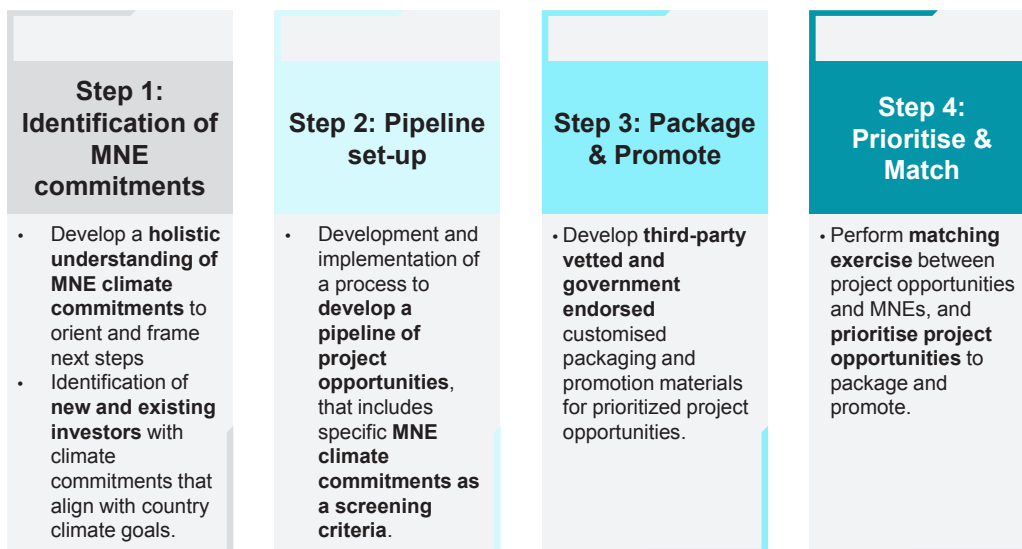 Step 1:
Identification of
MNE
commitments
• Develop a holistic
understanding of
MNE climate
commitments to
orient and frame
next steps
• Identification of
new and existing
investors with
climate
commitments that
align with country
climate goals.
Step 2: Pipeline
set-up
• Development and
implementation of
a process to
develop a
pipeline of
project
opportunities,
that includes
specific MNE
climate
commitments as
a screening
criteria.
Step 3: Package
& Promote
• Develop third-party
vetted and
government
endorsed
customised
packaging and
promotion materials
for prioritized project
opportunities.
Step 4:
Prioritise &
Match
• Perform matching
exercise between
project opportunities
and MNEs, and
prioritise project
opportunities to
package and
promote.